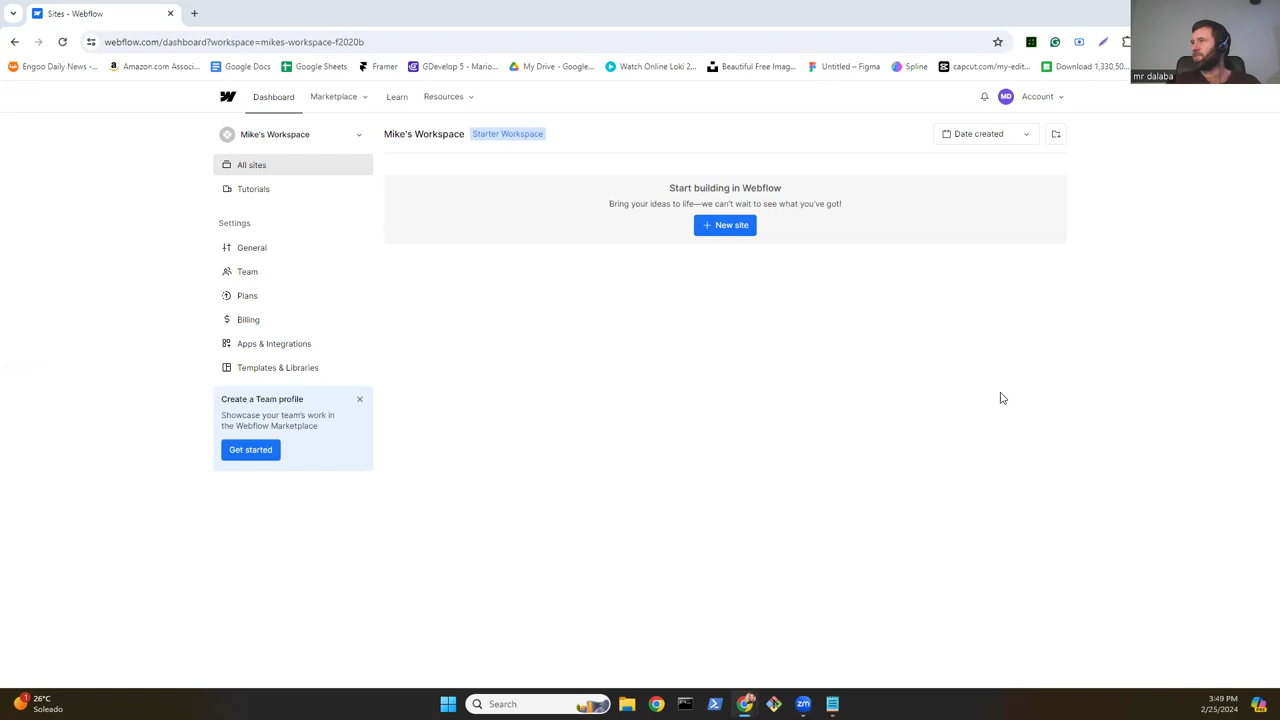 Sites - Webflow
webflow.com/dashboard?workspace=mikes-workspace-f2020b
Engoo Daily News -...
Amazon.com Associ...
Google Docs
Google Sheets
Framer
GDevelop 5 - Mario...
My Drive - Google...
Watch Online Loki 2...
Beautiful Free Imag...
Untitled – Figma
Spline
capcut.com/my-edit...
Download 1,330,50...
mr dalaba
Dashboard
Marketplace
Learn
Resources
MD
Account
Mike's Workspace
Mike's Workspace
Starter Workspace
Date created
All sites
Tutorials
Settings
General
Team
Plans
Billing
Apps & Integrations
Templates & Libraries
Create a Team profile
Showcase your team's work in
the Webflow Marketplace
Get started
Start building in Webflow
Bring your ideas to life—we can't wait to see what you've got!
+ New site
1
26°C
Soleado
Search
zm
3:49 PM
2/25/2024